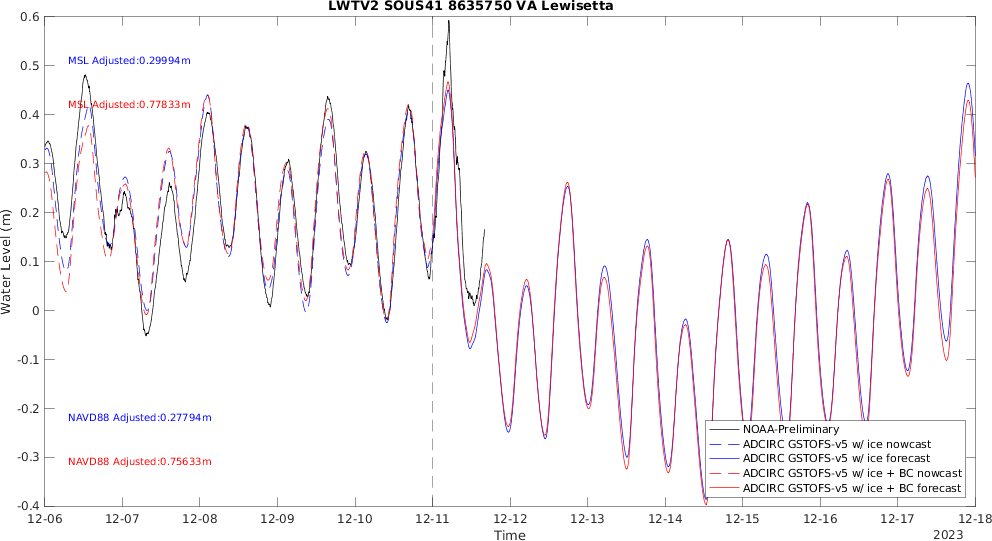 LWTV2 SOUS41 8635750 VA Lewisetta
0.6
0.5
0.4
0.3
0.2
0.1
0
-0.1
-0.2
-0.3
-0.4
Water Level (m)
MSL Adjusted:0.29994m
MSL Adjusted:0.77833m
NAVD88 Adjusted:0.27794m
NAVD88 Adjusted:0.75633m
NOAA-Preliminary
ADCIRC GSTOFS-v5 w/ ice nowcast
ADCIRC GSTOFS-v5 w/ ice forecast
ADCIRC GSTOFS-v5 w/ ice + BC nowcast
ADCIRC GSTOFS-v5 w/ ice + BC forecast
12-06 12-07 12-08 12-09 12-10 12-11 12-12 12-13 12-14 12-15 12-16 12-17 12-18
Time
2023